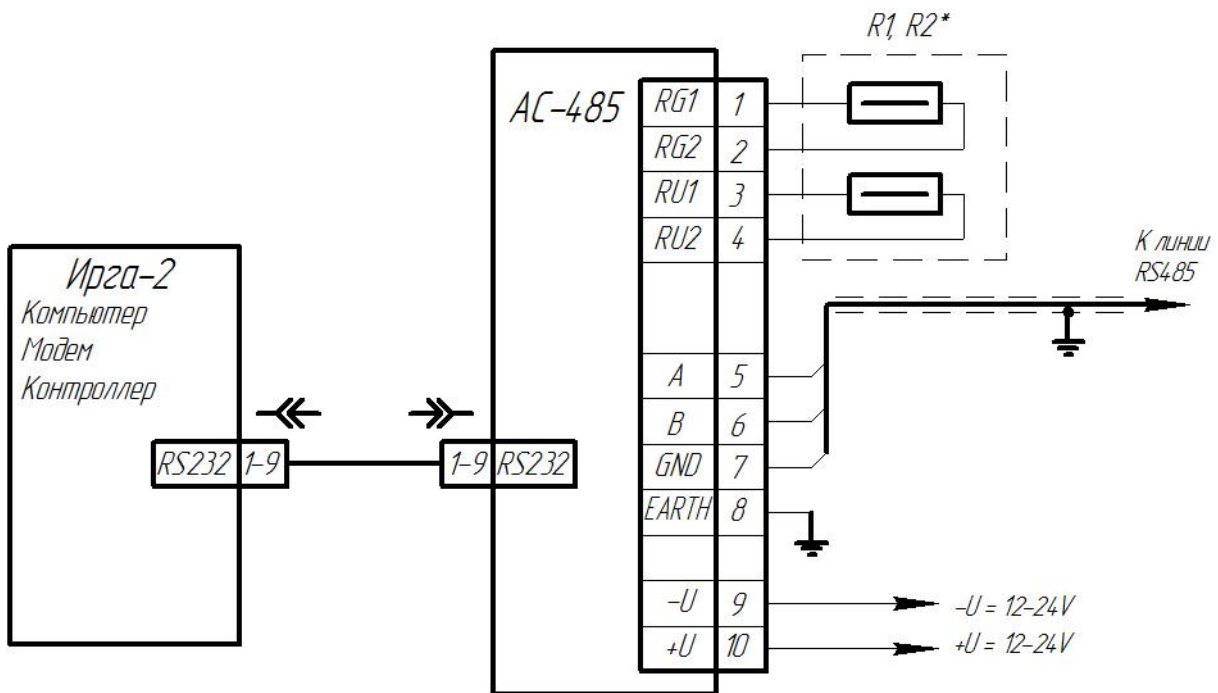 R1, R2*
АС-485
RG1 1
RG2 2
RU1 3
RU2 4
К линии
RS485
Ирга-2
Компьютер
Модем
Контроллер
A 5
B 6
GND 7
EARTH 8
RS232 1-9
1-9 RS232
-U 9
+U 10
-U = 12-24V
+U = 12-24V